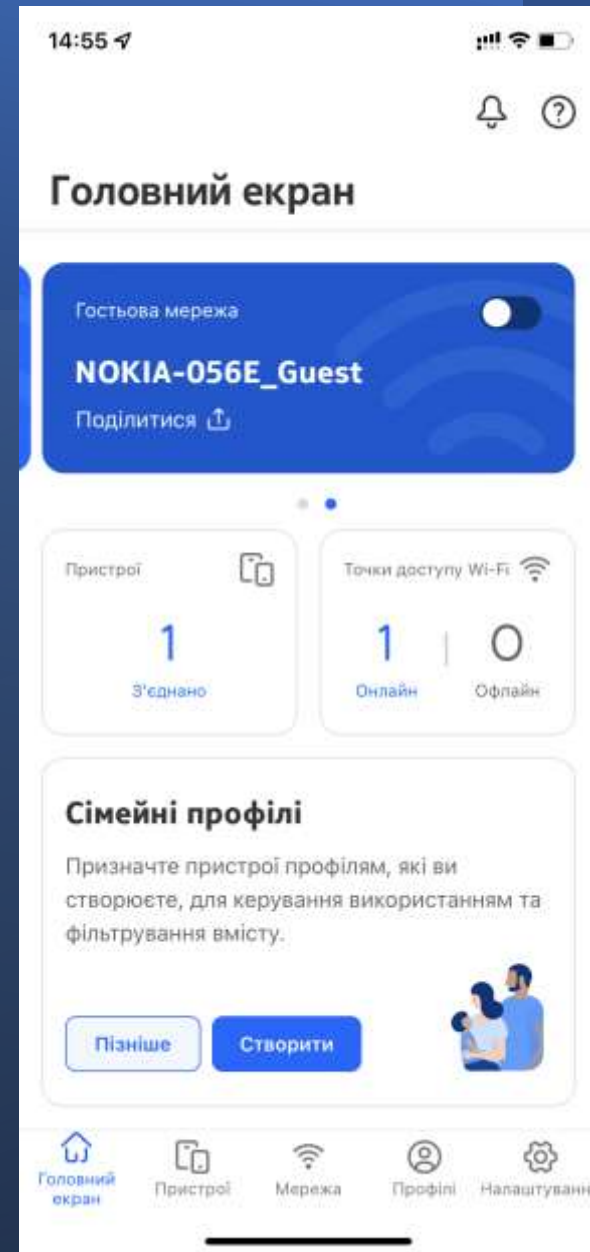 14:55
Головний екран
Гостьова мережа
NOKIA-056E_Guest
Поділитися
Пристрої
1
З'єднано
Точки доступу Wi-Fi
1 | 0
Онлайн Офлайн
Сімейні профілі
Призначте пристрої профілям, які ви
створюєте, для керування використанням та
фільтрування вмісту.
Пізніше Створити
Головний
екран
Пристрої Мережа Профілі Налаштуванн